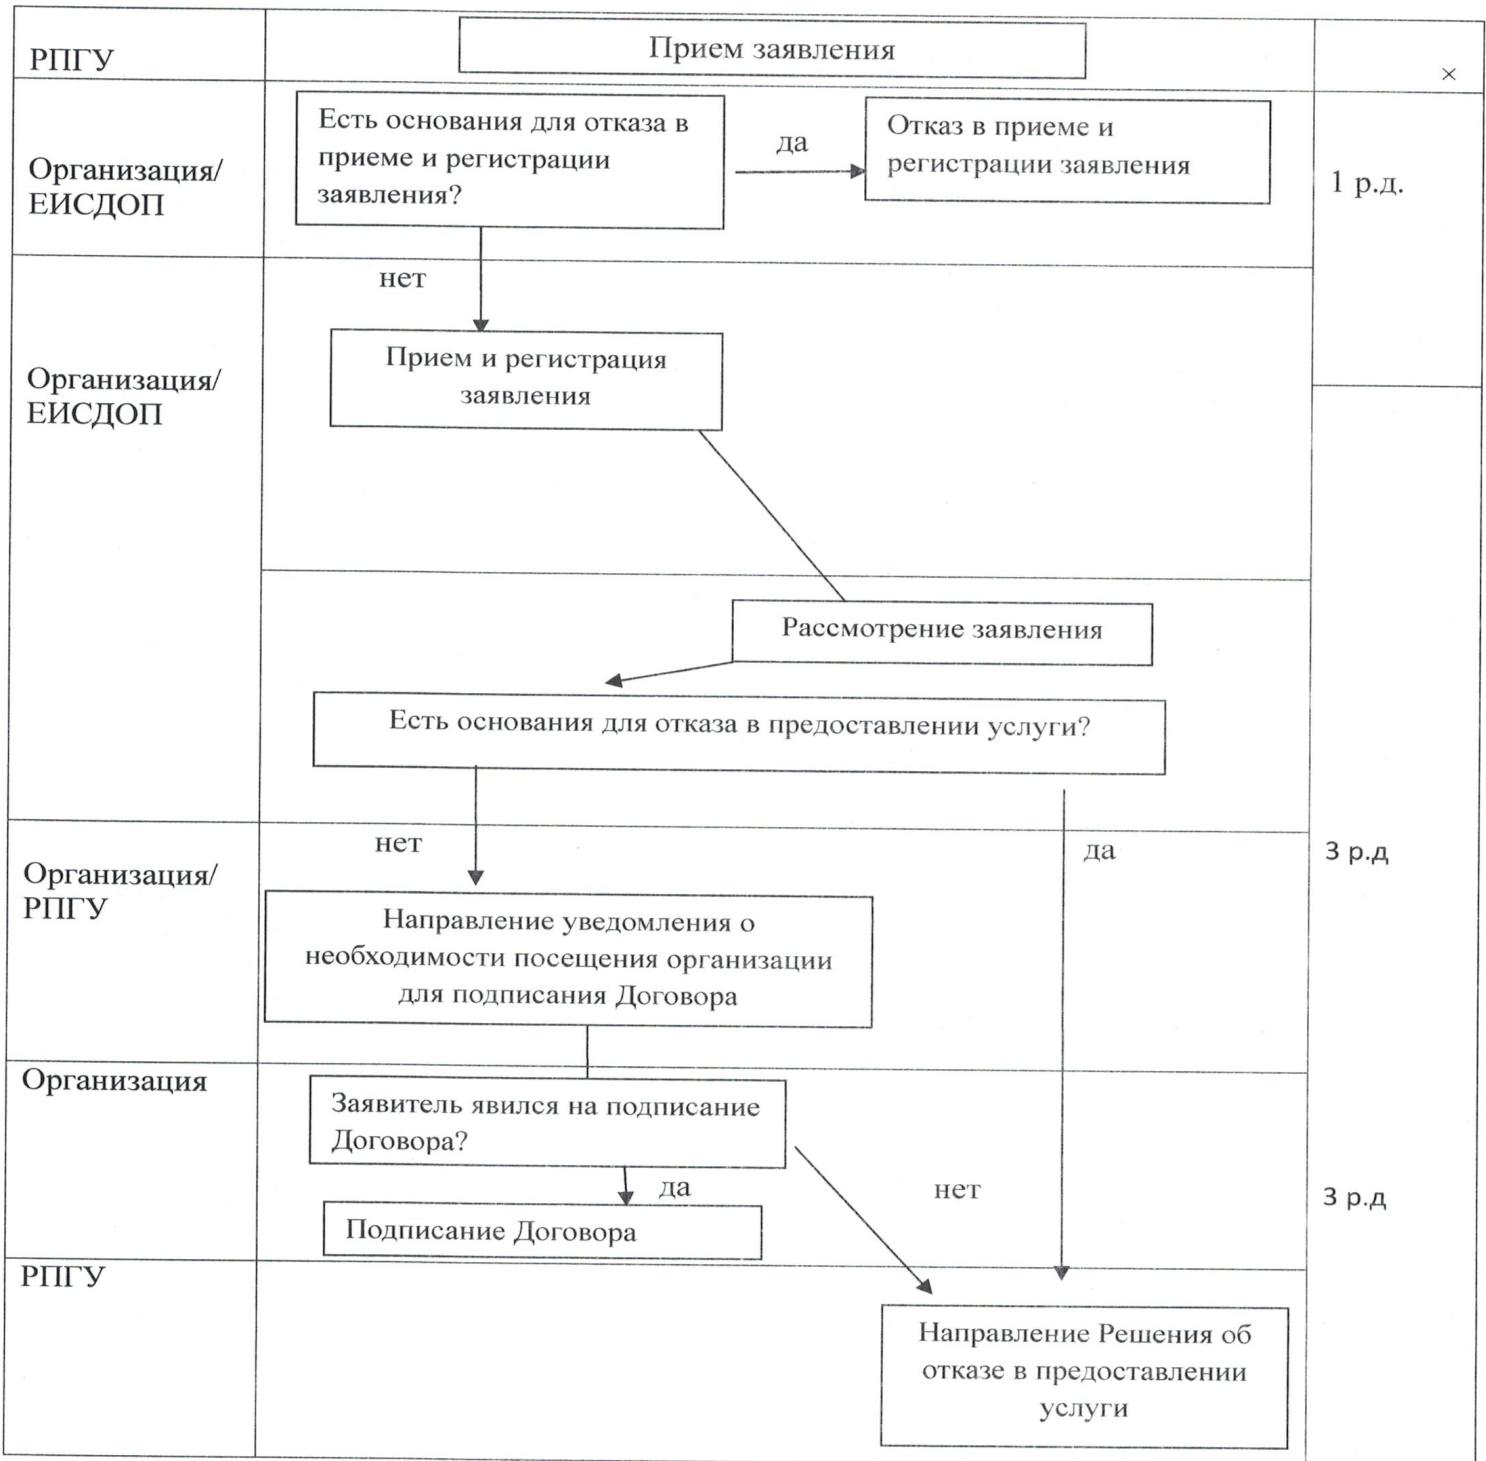 РПГУ
Прием заявления
×
Организация/
ЕИСДОП
Есть основания для отказа в
приеме и регистрации
заявления?
да
Отказ в приеме и
регистрации заявления
1 р.д.
нет
Организация/
ЕИСДОП
Прием и регистрация
заявления
Рассмотрение заявления
Есть основания для отказа в предоставлении услуги?
нет
да
3 р.д
Организация/
РПГУ
Направление уведомления о
необходимости посещения организации
для подписания Договора
Организация
Заявитель явился на подписание
Договора?
да
нет
3 р.д
Подписание Договора
РПГУ
Направление Решения об
отказе в предоставлении
услуги